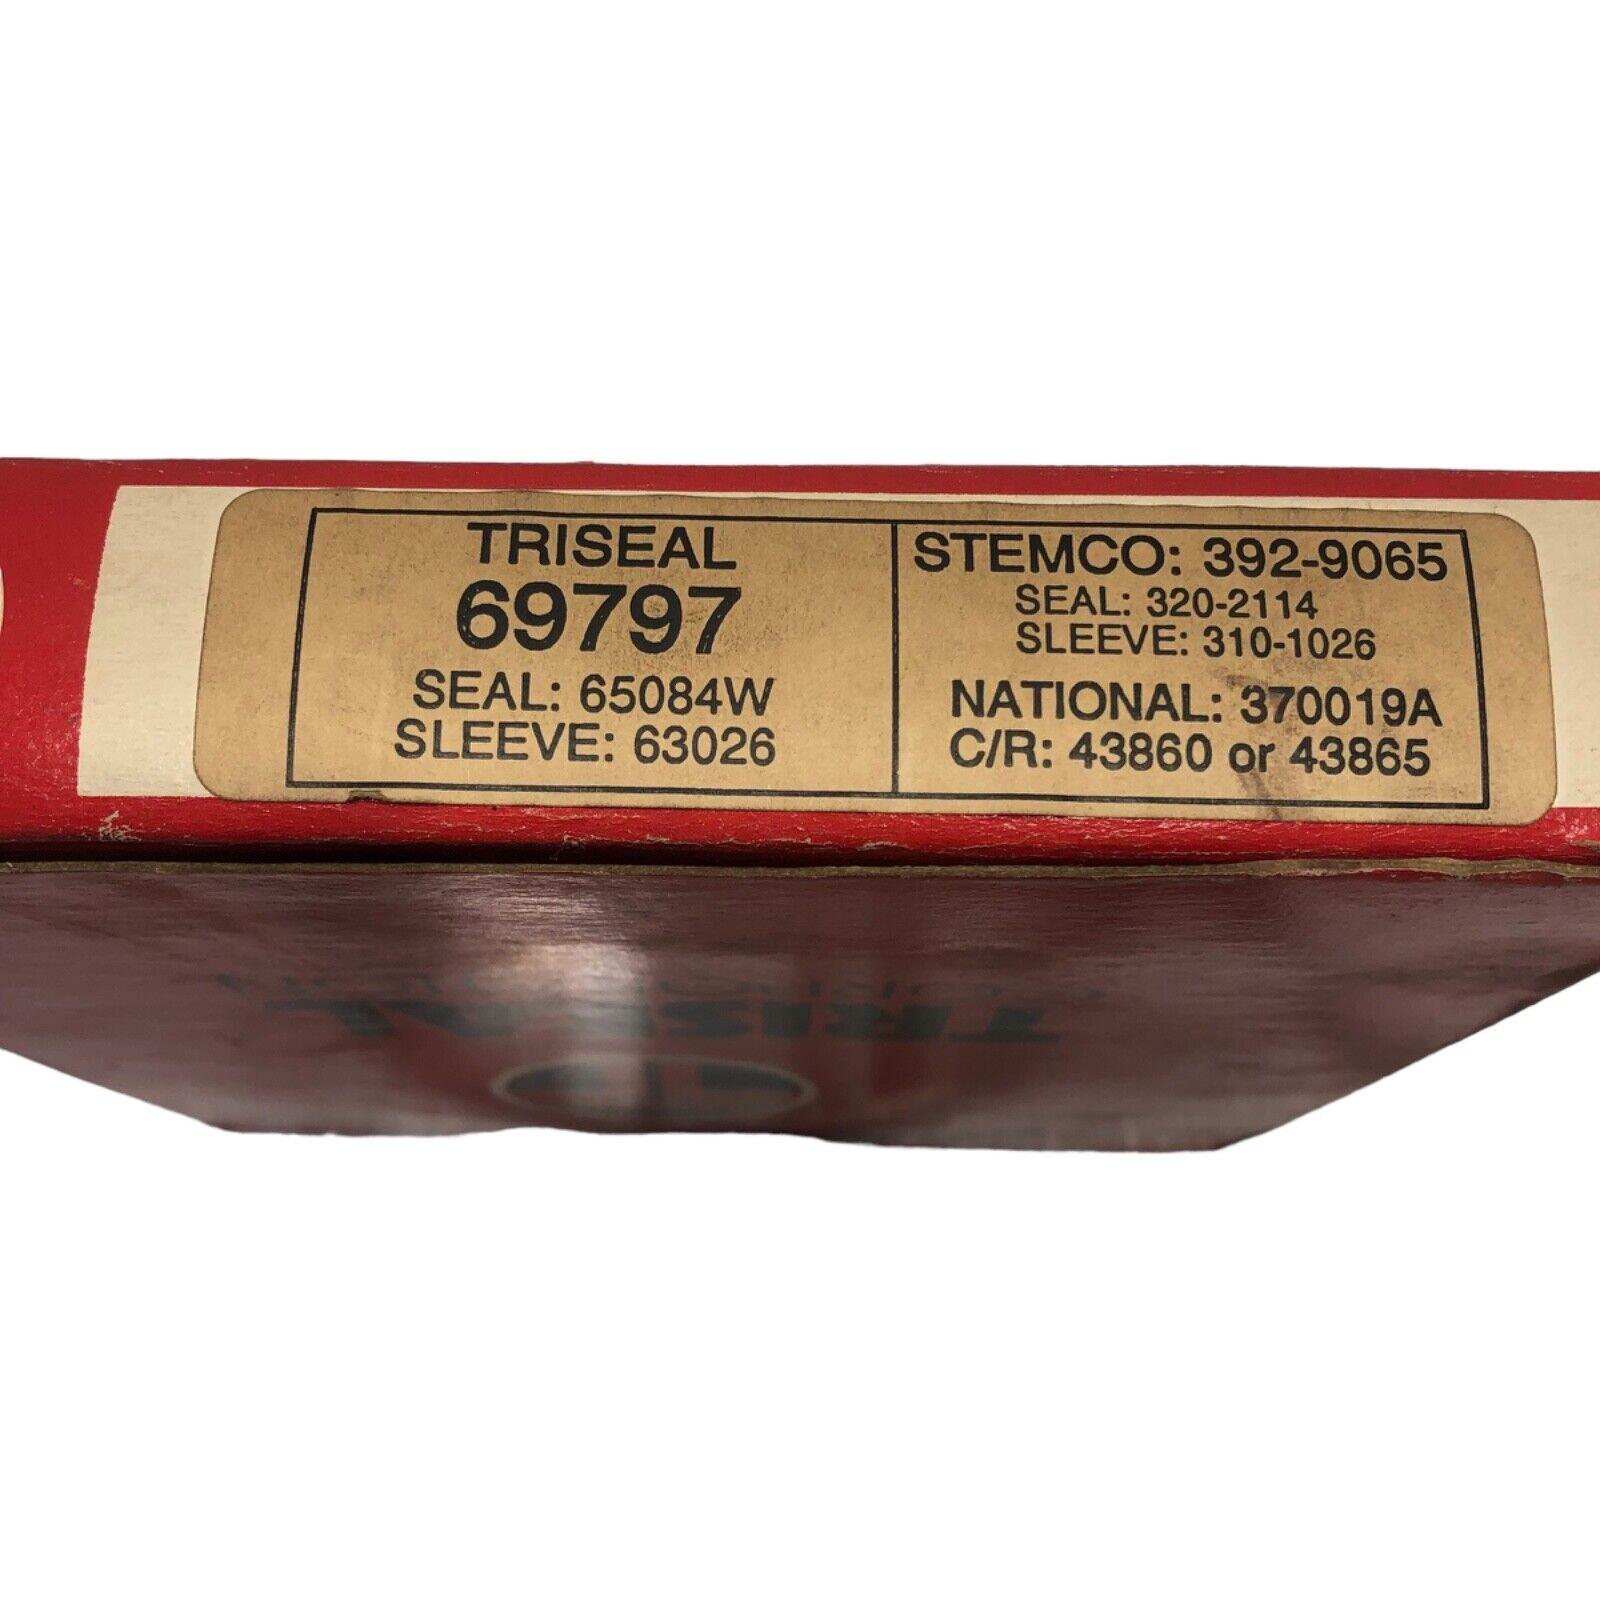 TRISEAL
69797
SEAL: 65084W
SLEEVE: 63026
STEMCO: 392-9065
SEAL: 320-2114
SLEEVE: 310-1026
NATIONAL: 370019A
C/R: 43860 or 43865
TRISEAL